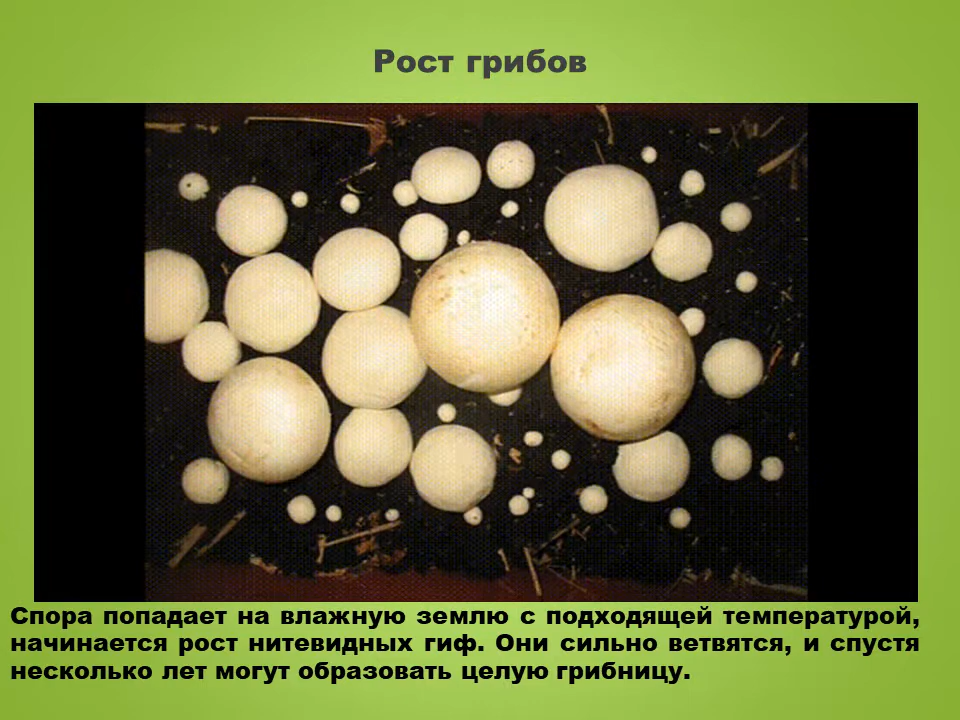 Рост грибов
Спора попадает на влажную землю с подходящей температурой,
начинается рост нитевидных гиф. Они сильно ветвятся, и спустя
несколько лет могут образовать целую грибницу.